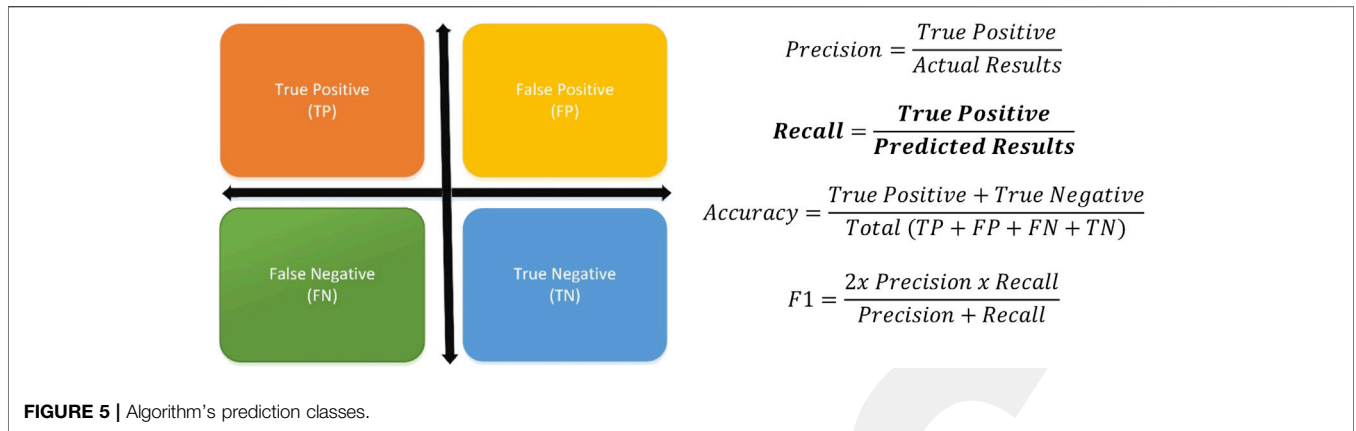 True Positive
(TP)
False Positive
(FP)
False Negative
(FN)
True Negative
(TN)
Precision = True Positive / Actual Results
Recall = True Positive / Predicted Results
Accuracy = True Positive + True Negative / Total (TP + FP + FN + TN)
F1 = 2x Precision x Recall / Precision + Recall
FIGURE 5 | Algorithm's prediction classes.